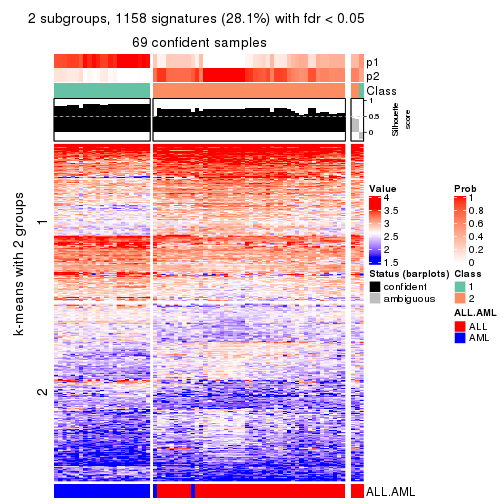 2 subgroups, 1158 signatures (28.1%) with fdr < 0.05
69 confident samples
p1
p2
Class
1
0.5
0
Silhouette
score
k-means with 2 groups
1
2
Value
4
3.5
3
2.5
2
1.5
Prob
1
0.8
0.6
0.4
0.2
0
Status (barplots)
confident
ambiguous
Class
1
2
ALL.AML
ALL
AML
ALL.AML